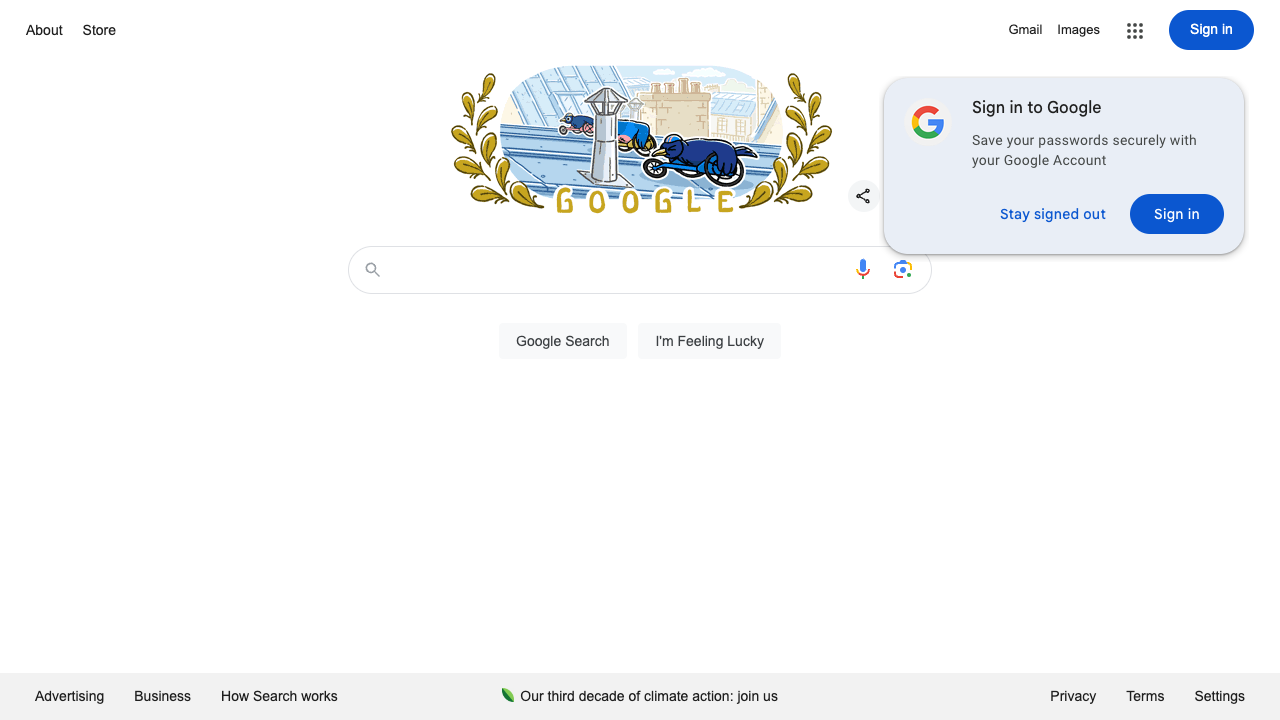 About Store
Gmail Images Sign in
GOOGLE
Sign in to Google
Save your passwords securely with
your Google Account
Stay signed out Sign in
Google Search I'm Feeling Lucky
Advertising Business How Search works
Our third decade of climate action: join us
Privacy Terms Settings